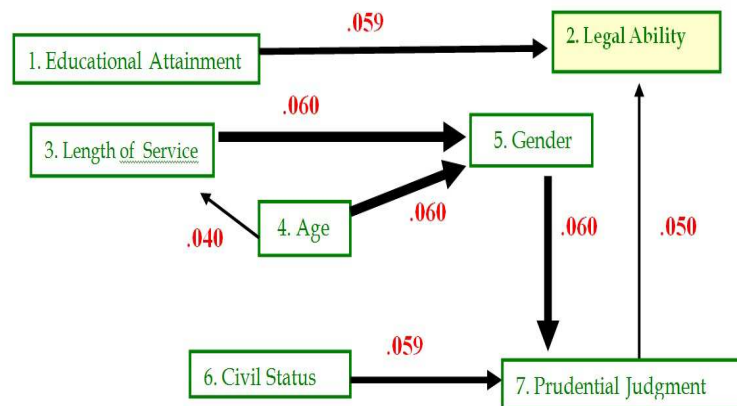 .059
2. Legal Ability
1. Educational Attainment
.060
3. Length of Service
5. Gender
4. Age
.060
.040
.060
.050
.059
6. Civil Status
7. Prudential Judgment